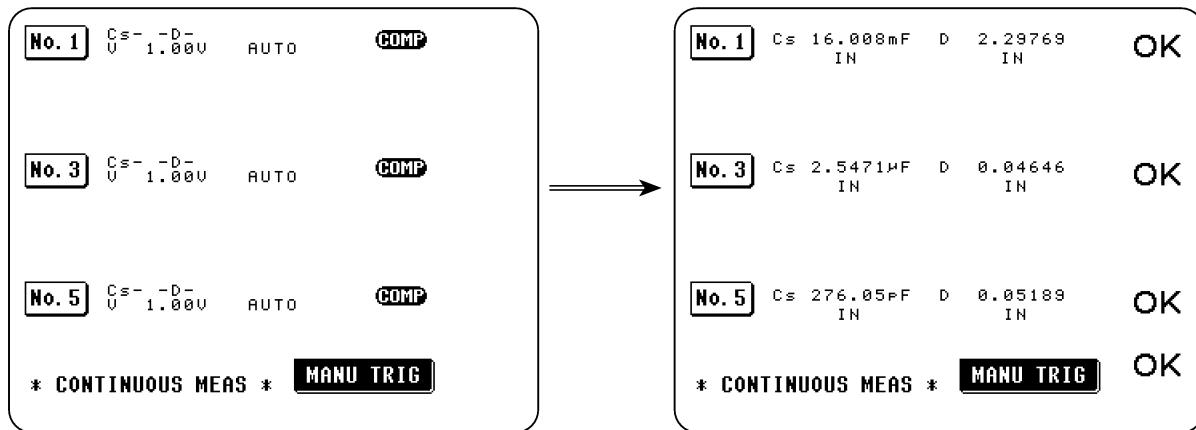 No. 1 Cs- -D- COMP
V 1.00V AUTO
No. 3 Cs- -D- COMP
V 1.00V AUTO
No. 5 Cs- -D- COMP
V 1.00V AUTO
* CONTINUOUS MEAS * MANU TRIG
No. 1 Cs 16.008mF D 2.29769 OK
IN IN
No. 3 Cs 2.5471μF D 0.04646 OK
IN IN
No. 5 Cs 276.05pF D 0.05189 OK
IN IN
OK
* CONTINUOUS MEAS * MANU TRIG